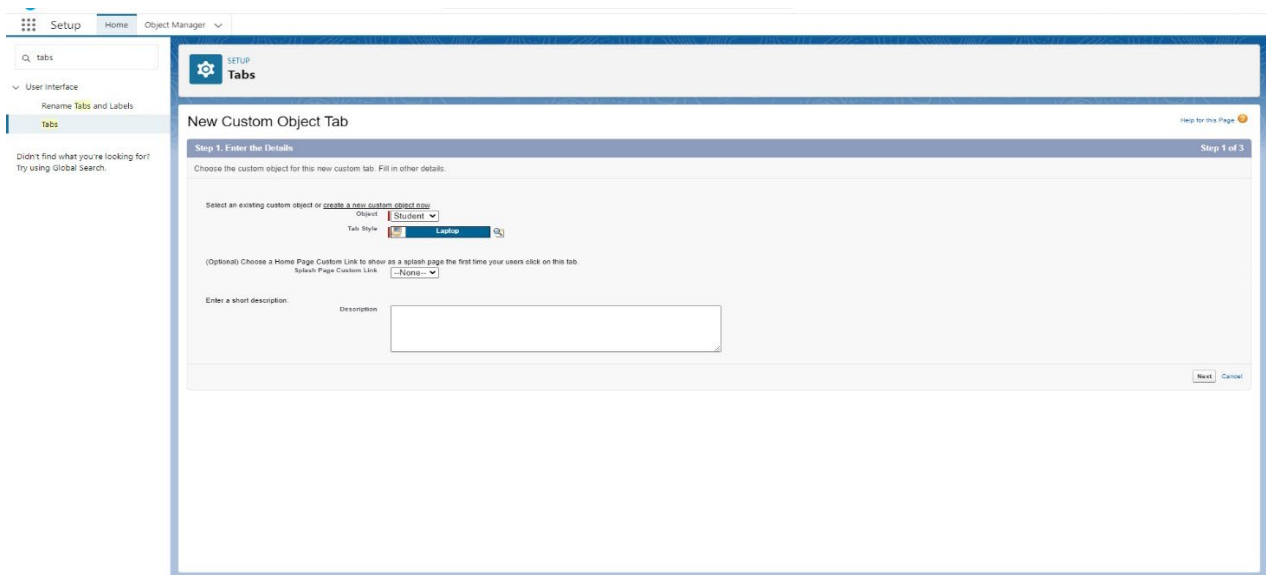 Setup Home Object Manager
tabs
User Interface
Rename Tabs and Labels
Tabs
Didn't find what you're looking for?
Try using Global Search.
SETUP
Tabs
New Custom Object Tab
Help for this Page
Step 1. Enter the Details Step 1 of 3
Choose the custom object for this new custom tab. Fill in other details.
Select an existing custom object or create a new custom object now.
Object Student
Tab Style Laptop
(Optional) Choose a Home Page Custom Link to show as a splash page the first time your users click on this tab.
Splash Page Custom Link --None--
Enter a short description.
Description
Next Cancel